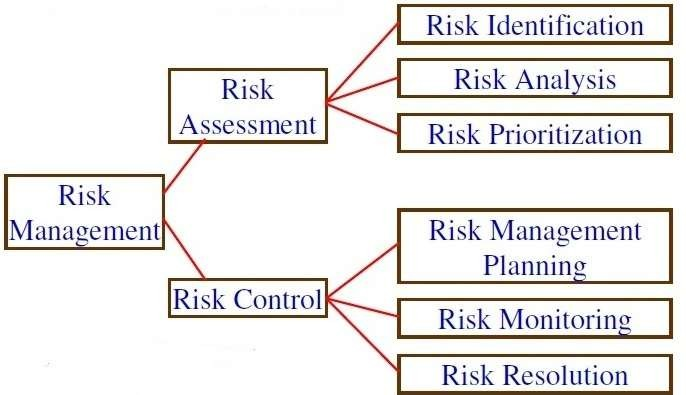 Risk Identification
Risk Analysis
Risk Prioritization
Risk
Assessment
Risk
Management
Risk Control
Risk Management
Planning
Risk Monitoring
Risk Resolution